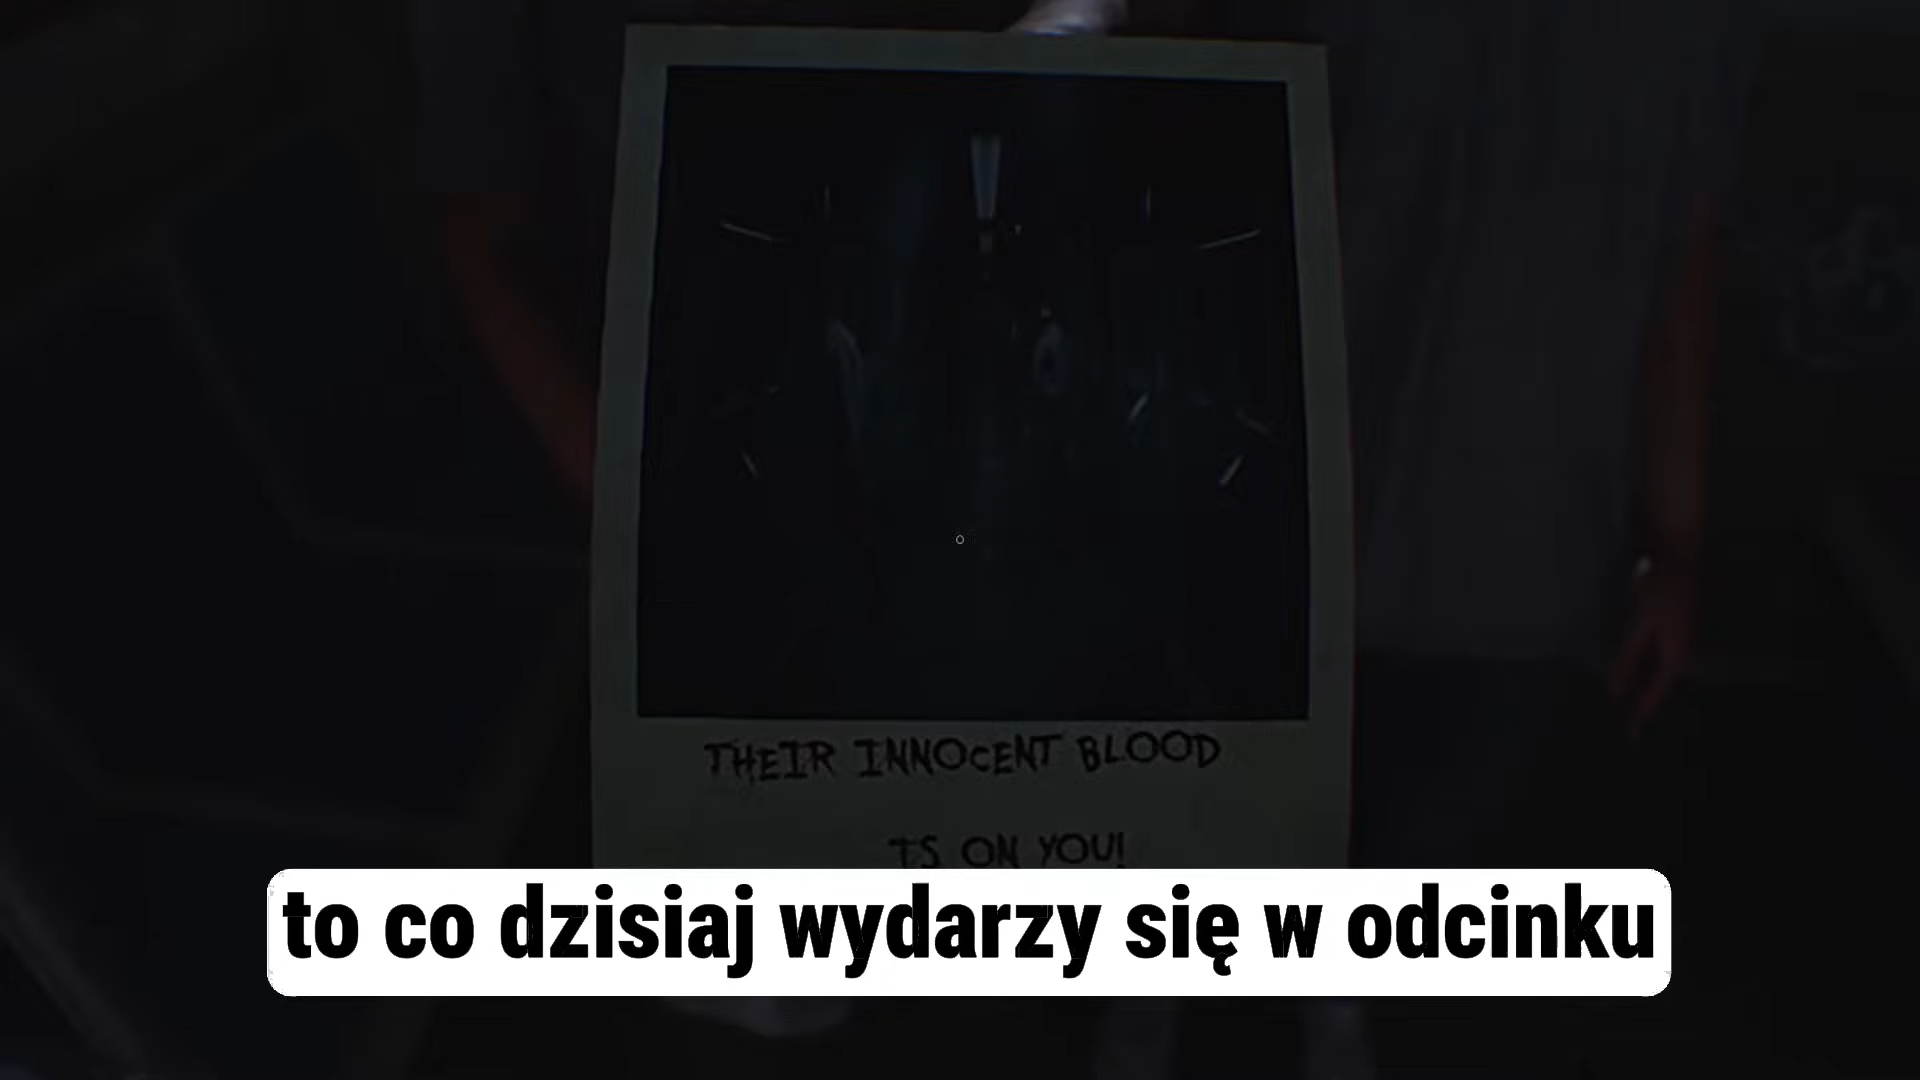 THEIR INNOCENT BLOOD
IS ON YOU!
to co dzisiaj wydarzy się w odcinku